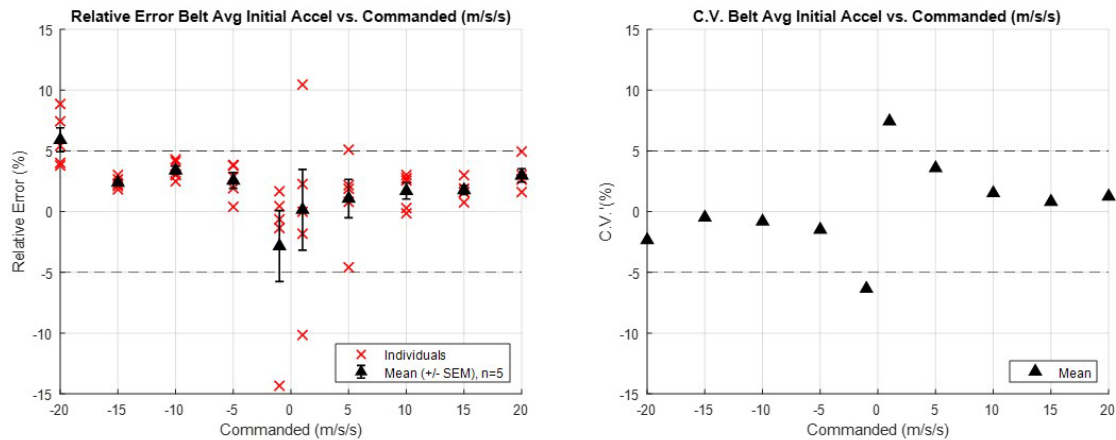 Relative Error Belt Avg Initial Accel vs. Commanded (m/s/s)
15
10
5
0
-5
-10
-15
Relative Error (%)
-20 -15 -10 -5 0 5 10 15 20
Commanded (m/s/s)
Individuals
Mean (+/- SEM), n=5
C.V. Belt Avg Initial Accel vs. Commanded (m/s/s)
15
10
5
0
-5
-10
-15
C.V. (%)
-20 -15 -10 -5 0 5 10 15 20
Commanded (m/s/s)
Mean